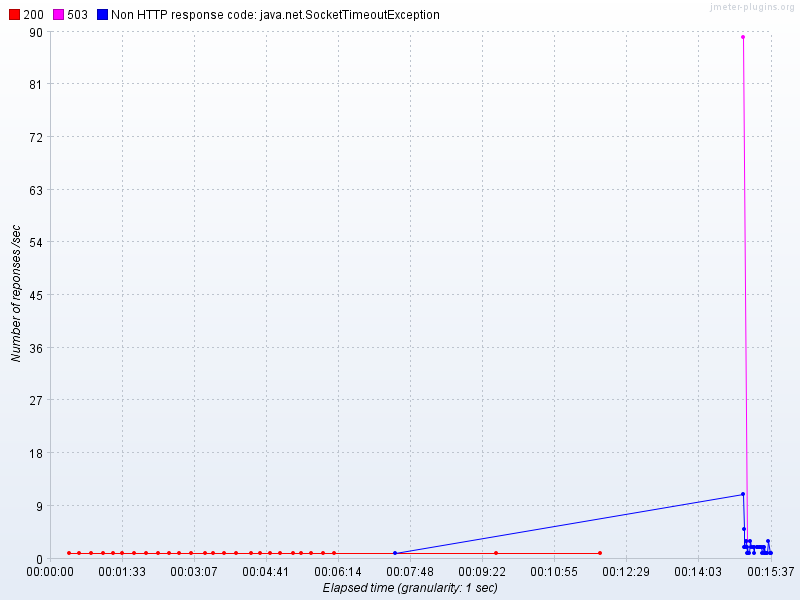 jmeter-plugins.org
200 503 Non HTTP response code: java.net.SocketTimeoutException
90
81
72
63
54
45
36
27
18
9
0
Number of reponses /sec
00:00:00 00:01:33 00:03:07 00:04:41 00:06:14 00:07:48 00:09:22 00:10:55 00:12:29 00:14:03 00:15:37
Elapsed time (granularity: 1 sec)